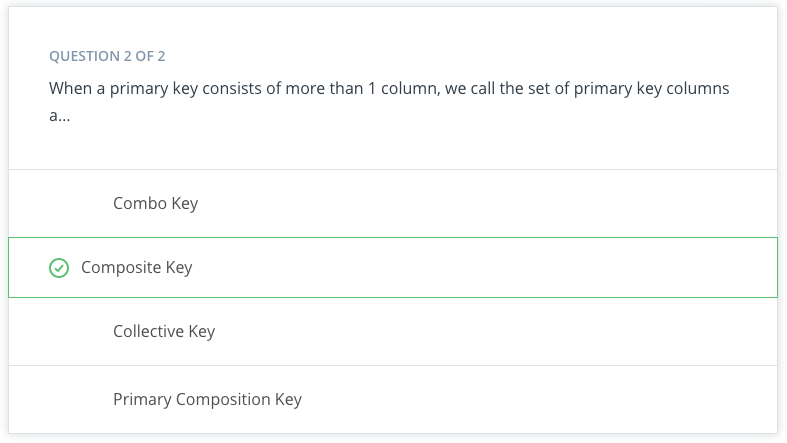 QUESTION 2 OF 2
When a primary key consists of more than 1 column, we call the set of primary key columns
a...
Combo Key
Composite Key
Collective Key
Primary Composition Key